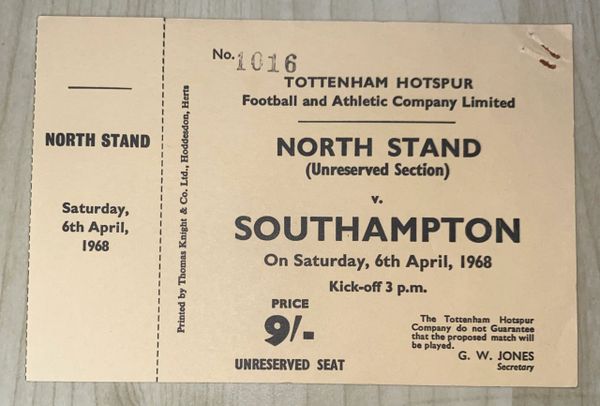 NORTH STAND
Saturday,
6th April,
1968
Printed by Thomas Knight & Co. Ltd., Hoddesdon, Herts
No. 1016
TOTTENHAM HOTSPUR
Football and Athletic Company Limited
NORTH STAND
(Unreserved Section)
v.
SOUTHAMPTON
On Saturday, 6th April, 1968
Kick-off 3 p.m.
PRICE
9/-
UNRESERVED SEAT
The Tottenham Hotspur
Company do not Guarantee
that the proposed match will
be played.
G. W. JONES
Secretary